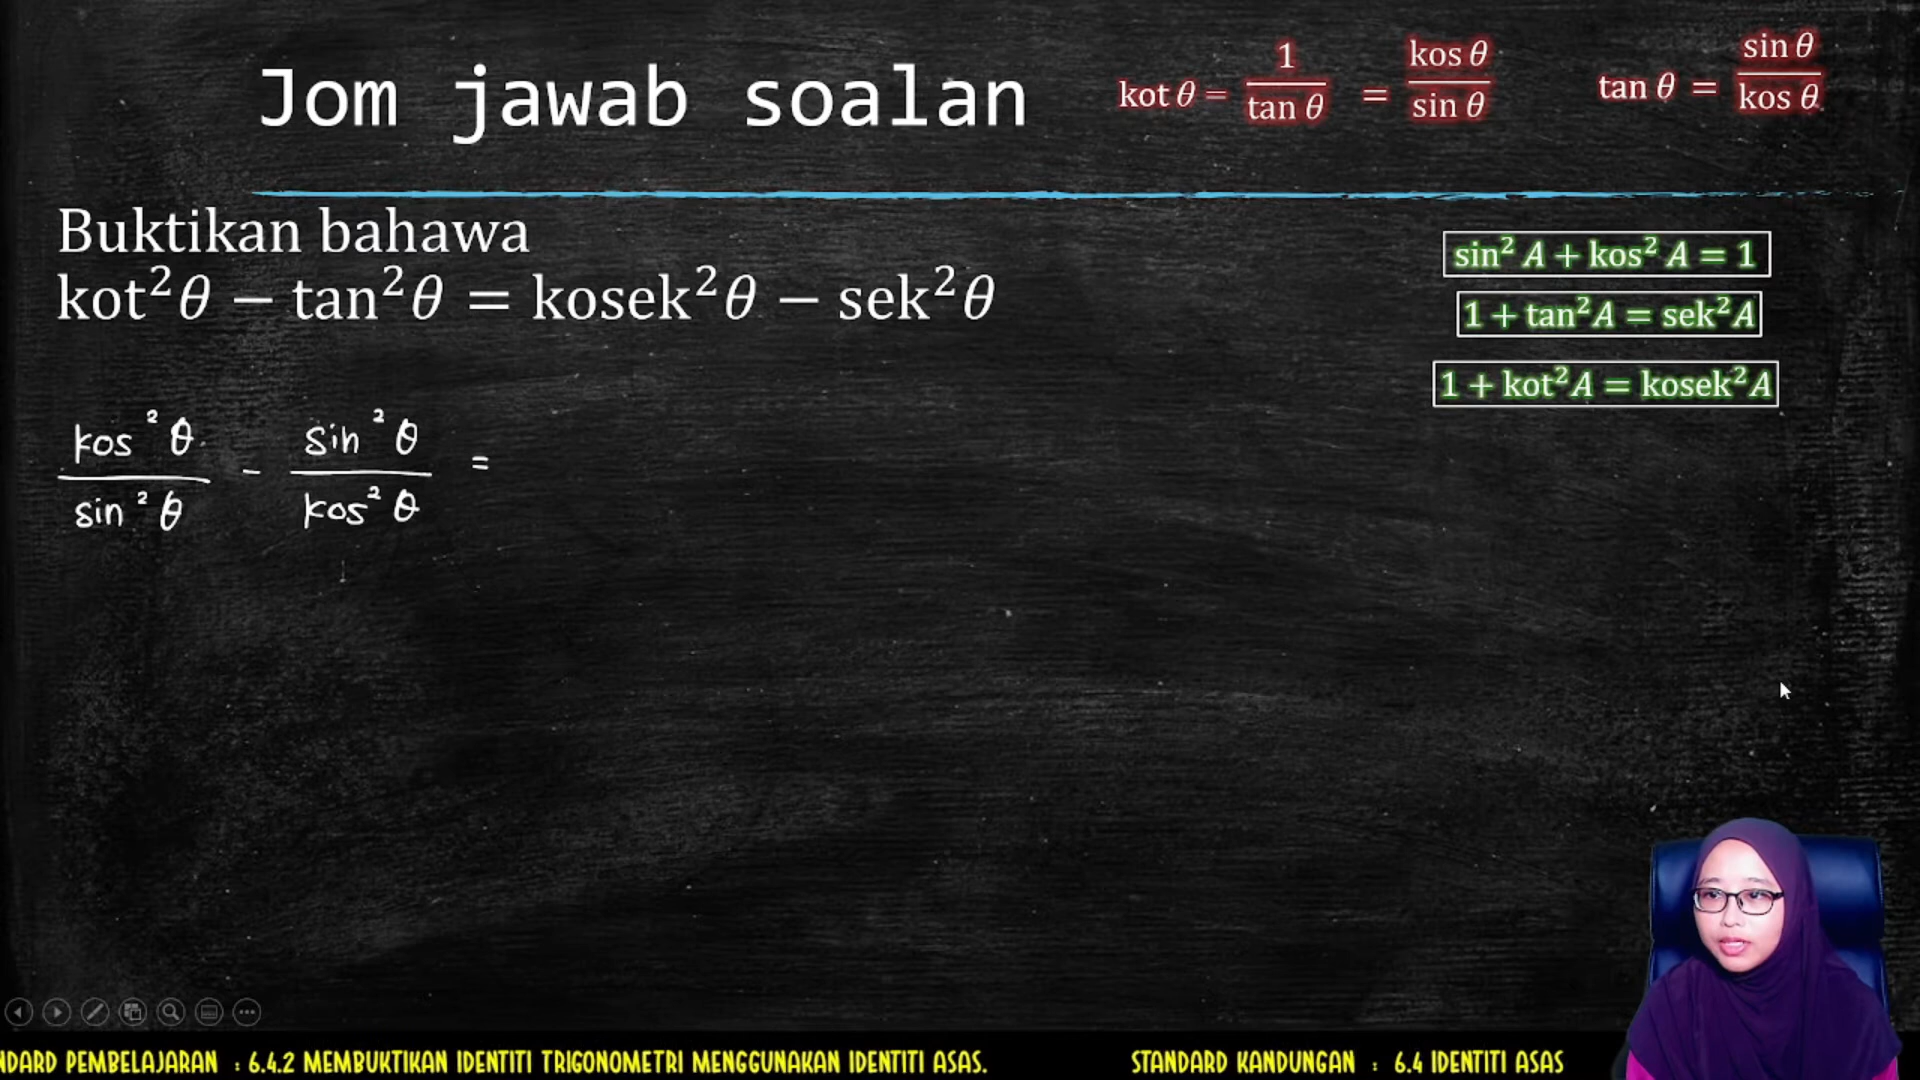 Jom jawab soalan
kot θ = 1/tan θ = kos θ/sin θ
tan θ = sin θ/kos θ
Buktikan bahawa
kot²θ − tan²θ = kosek²θ − sek²θ
sin² A + kos² A = 1
1 + tan²A = sek²A
1 + kot²A = kosek²A
kos²θ/sin²θ - sin²θ/kos²θ =
NDARD PEMBELAJARAN : 6.4.2 MEMBUKTIKAN IDENTITI TRIGONOMETRI MENGGUNAKAN IDENTITI ASAS. STANDARD KANDUNGAN : 6.4 IDENTITI ASAS